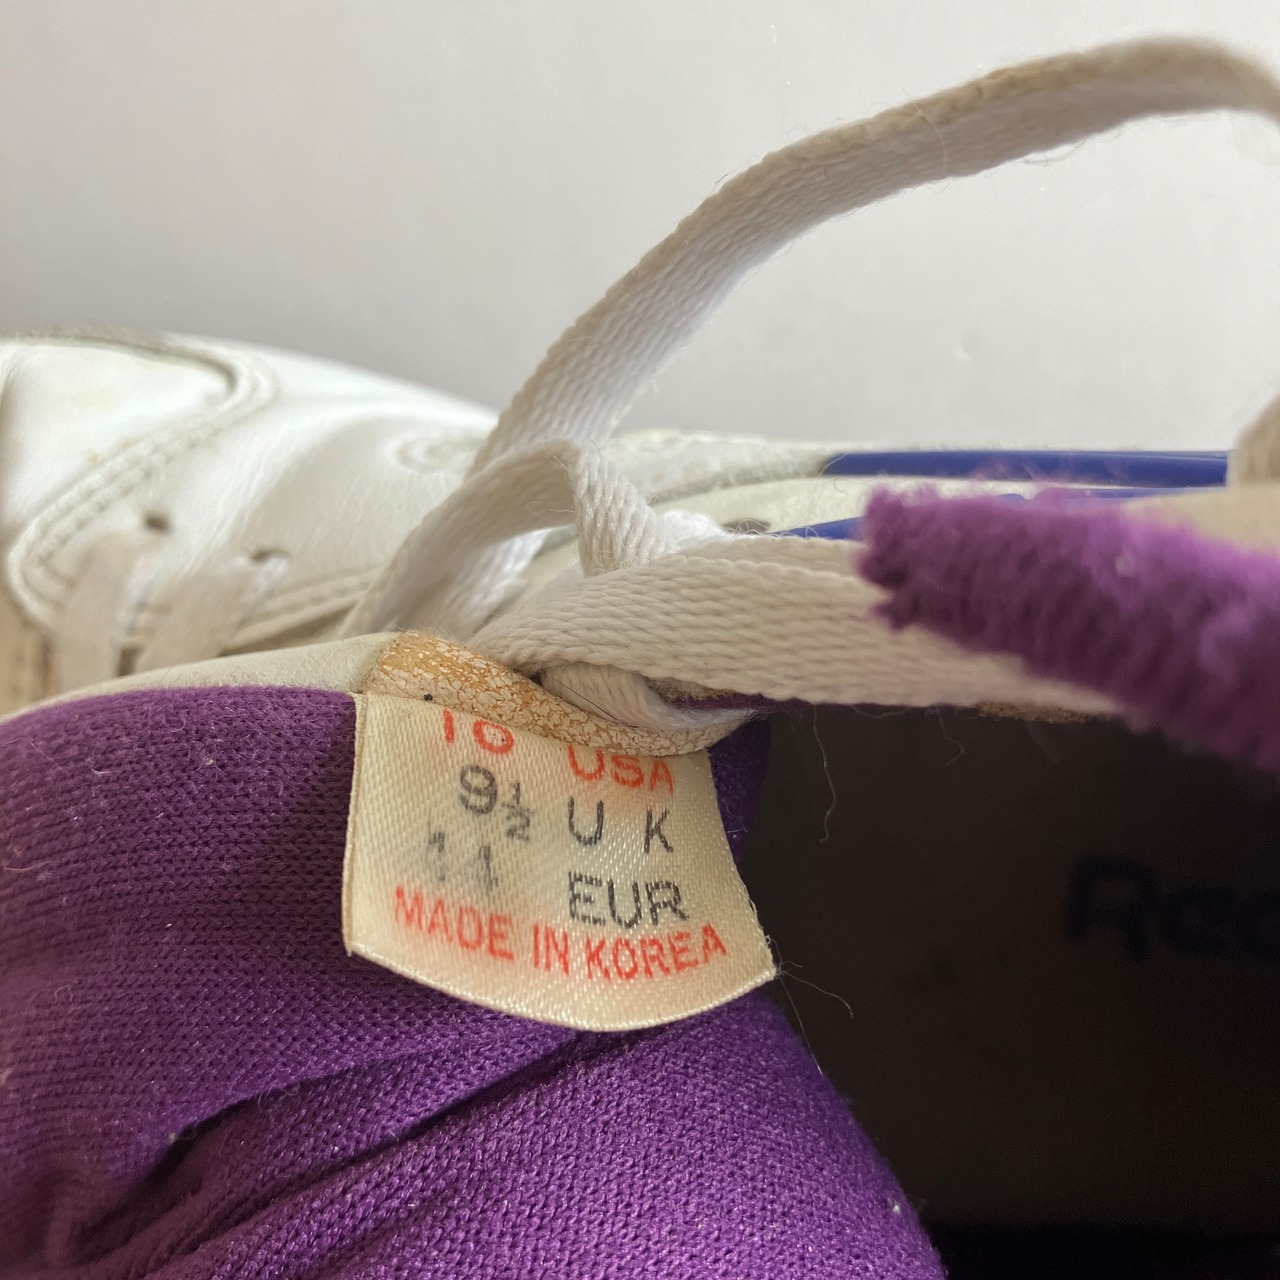 10 USA
9½ UK
44 EUR
MADE IN KOREA